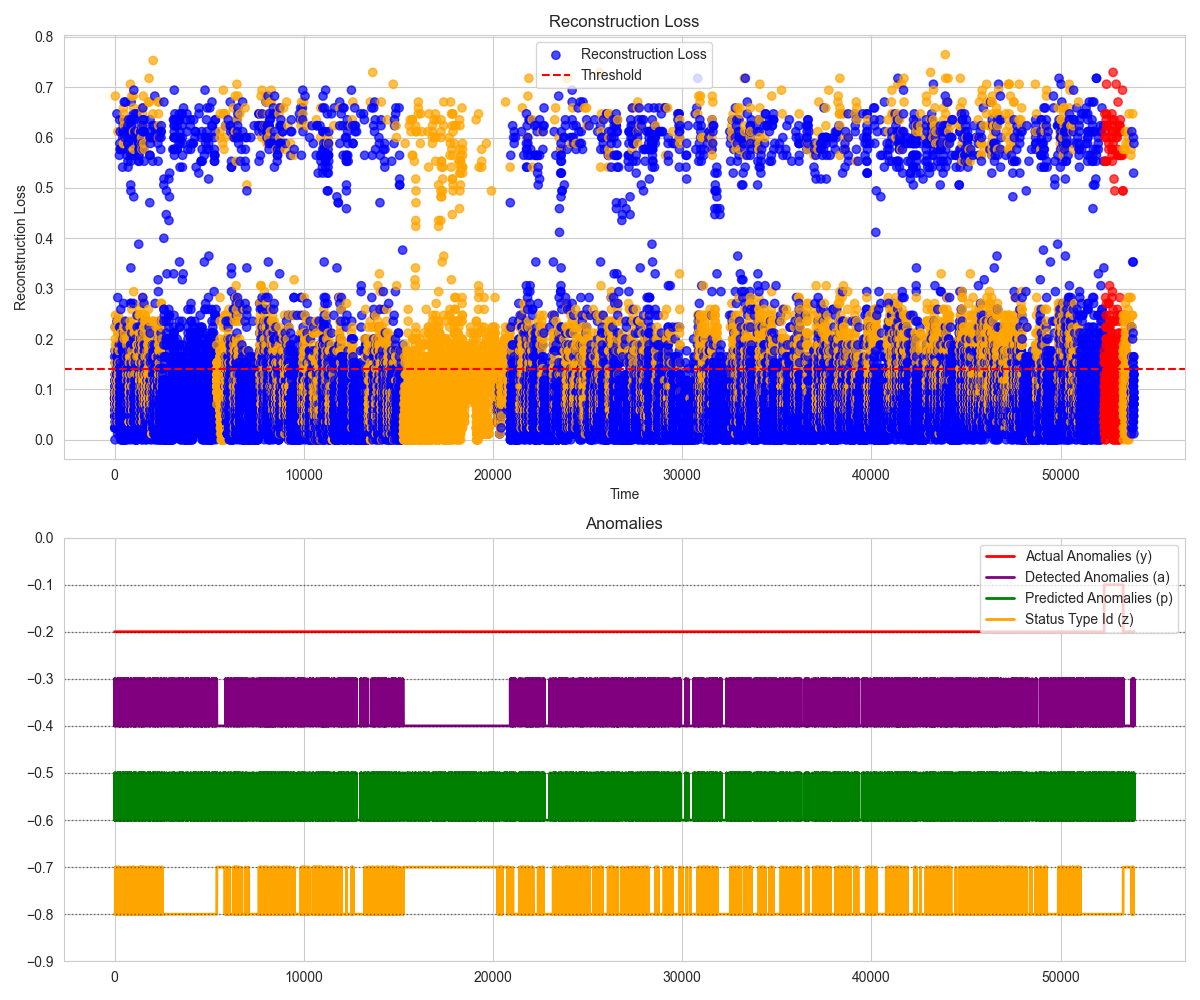 Reconstruction Loss
0.8
0.7
0.6
0.5
0.4
0.3
0.2
0.1
0.0
Reconstruction Loss
Reconstruction Loss
Threshold
0 10000 20000 30000 40000 50000
Time
Anomalies
0.0
−0.1
−0.2
−0.3
−0.4
−0.5
−0.6
−0.7
−0.8
−0.9
Actual Anomalies (y)
Detected Anomalies (a)
Predicted Anomalies (p)
Status Type Id (z)
0 10000 20000 30000 40000 50000